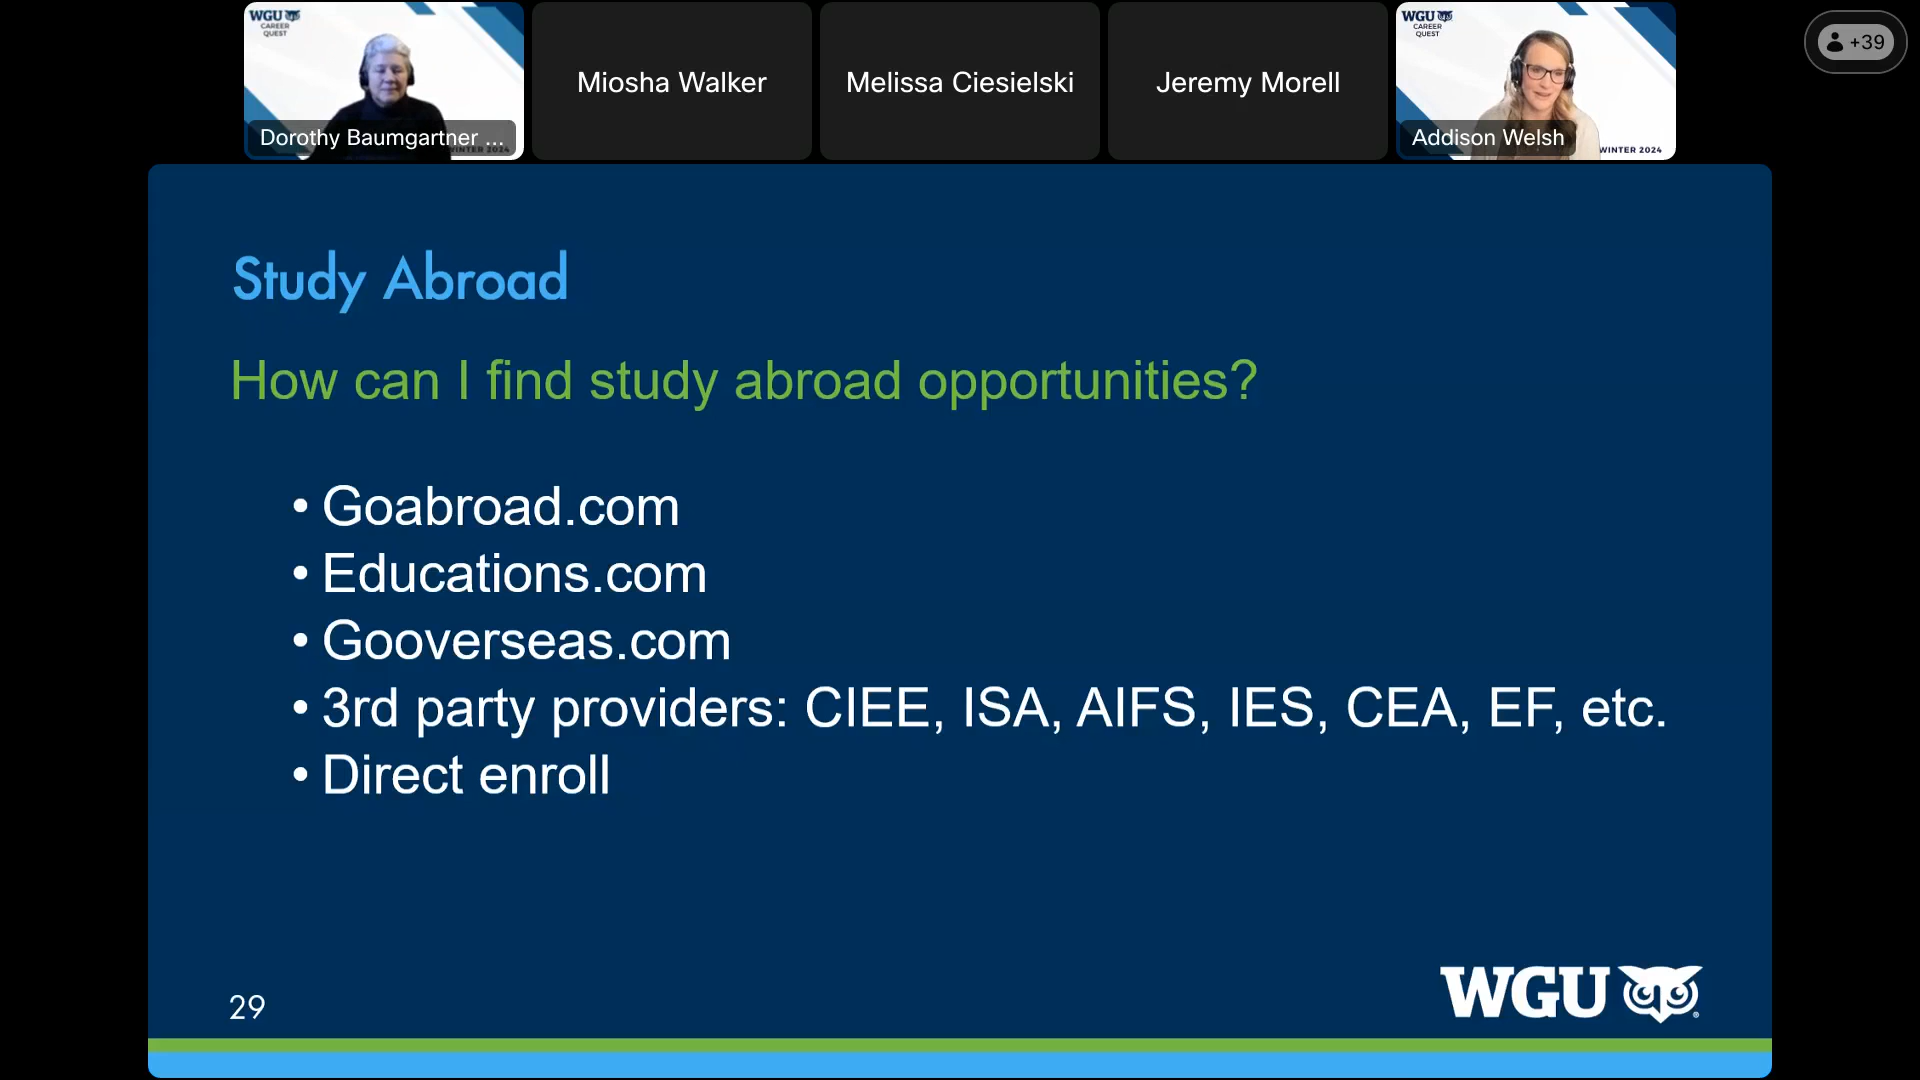 WGU
CAREER
QUEST
Dorothy Baumgartner ...
WINTER 2024
Miosha Walker
Melissa Ciesielski
Jeremy Morell
WGU
CAREER
QUEST
Addison Welsh
WINTER 2024
+39
Study Abroad
How can I find study abroad opportunities?
• Goabroad.com
• Educations.com
• Gooverseas.com
• 3rd party providers: CIEE, ISA, AIFS, IES, CEA, EF, etc.
• Direct enroll
29
WGU